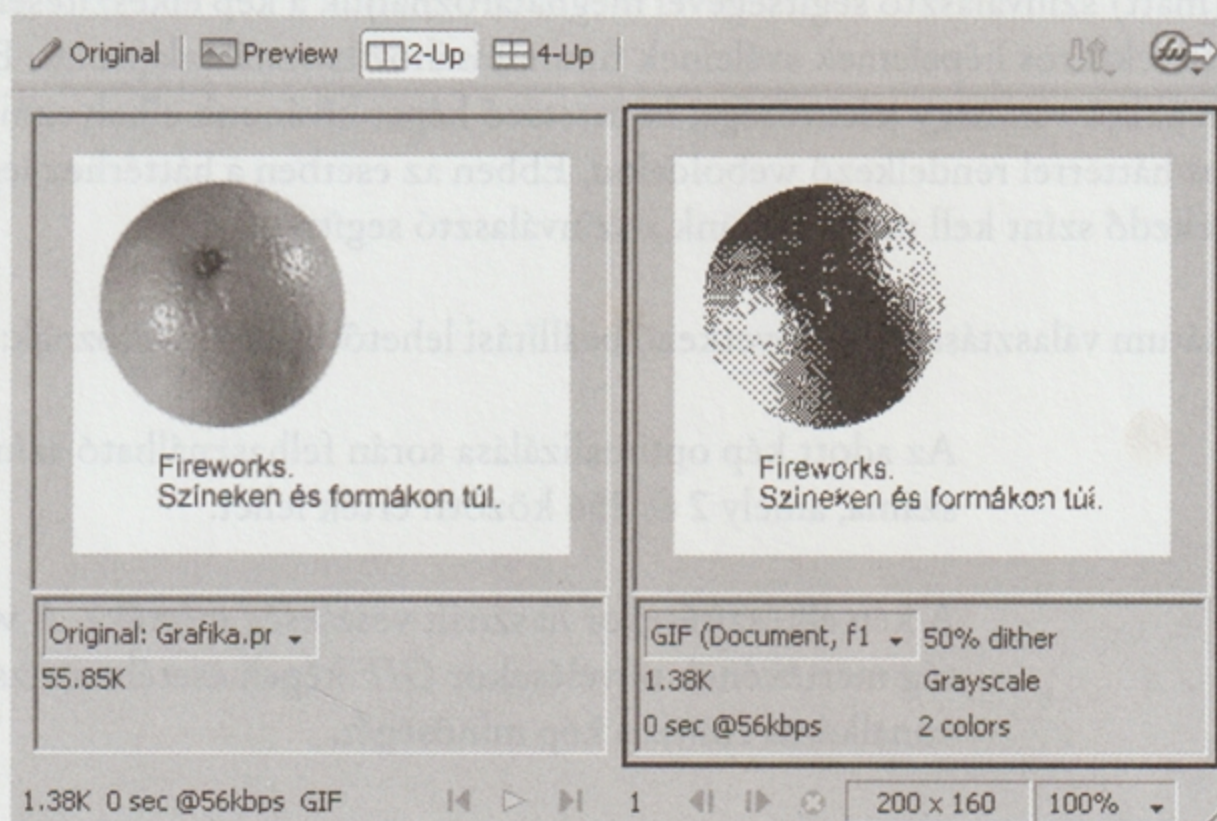 Original Preview 2-Up 4-Up
Fireworks.
Színeken és formákon túl.
Fireworks.
Színeken és formákon túl.
Original: Grafika.pr
55.85K
GIF (Document, f1 50% dither
1.38K Grayscale
0 sec @56kbps 2 colors
1.38K 0 sec @56kbps GIF 1 200 x 160 100%